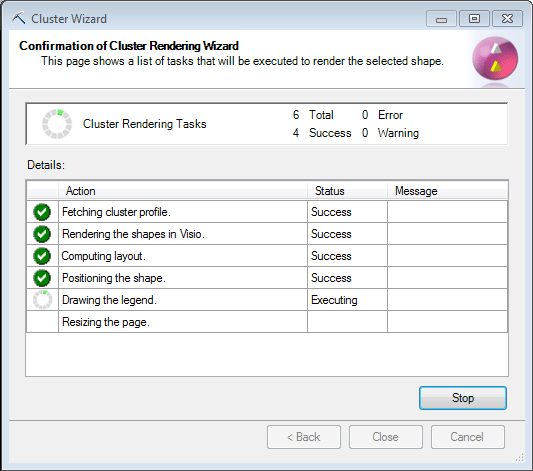 Cluster Wizard
Confirmation of Cluster Rendering Wizard
This page shows a list of tasks that will be executed to render the selected shape.
Cluster Rendering Tasks
6 Total 0 Error
4 Success 0 Warning
Details:
Action Status Message
Fetching cluster profile. Success
Rendering the shapes in Visio. Success
Computing layout. Success
Positioning the shape. Success
Drawing the legend. Executing
Resizing the page.
Stop
< Back Close Cancel